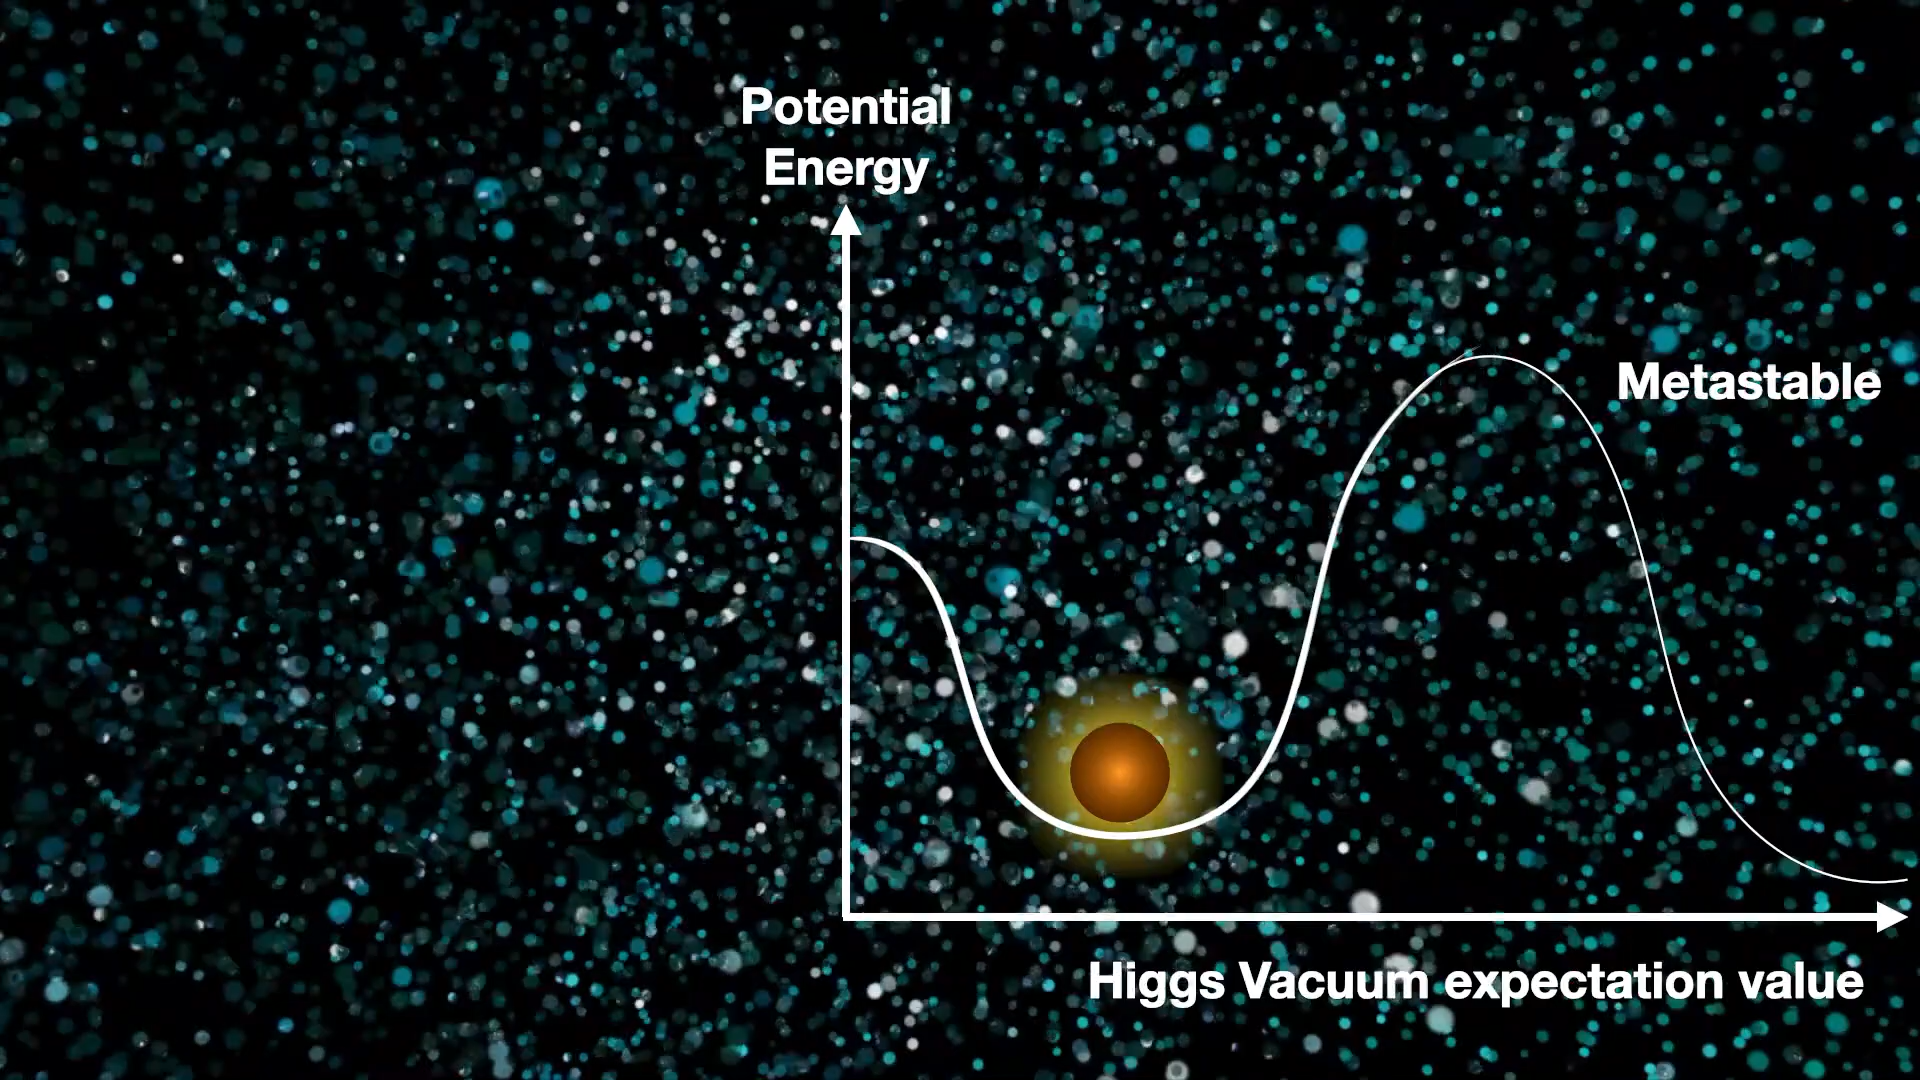 Potential
Energy
Metastable
Higgs Vacuum expectation value